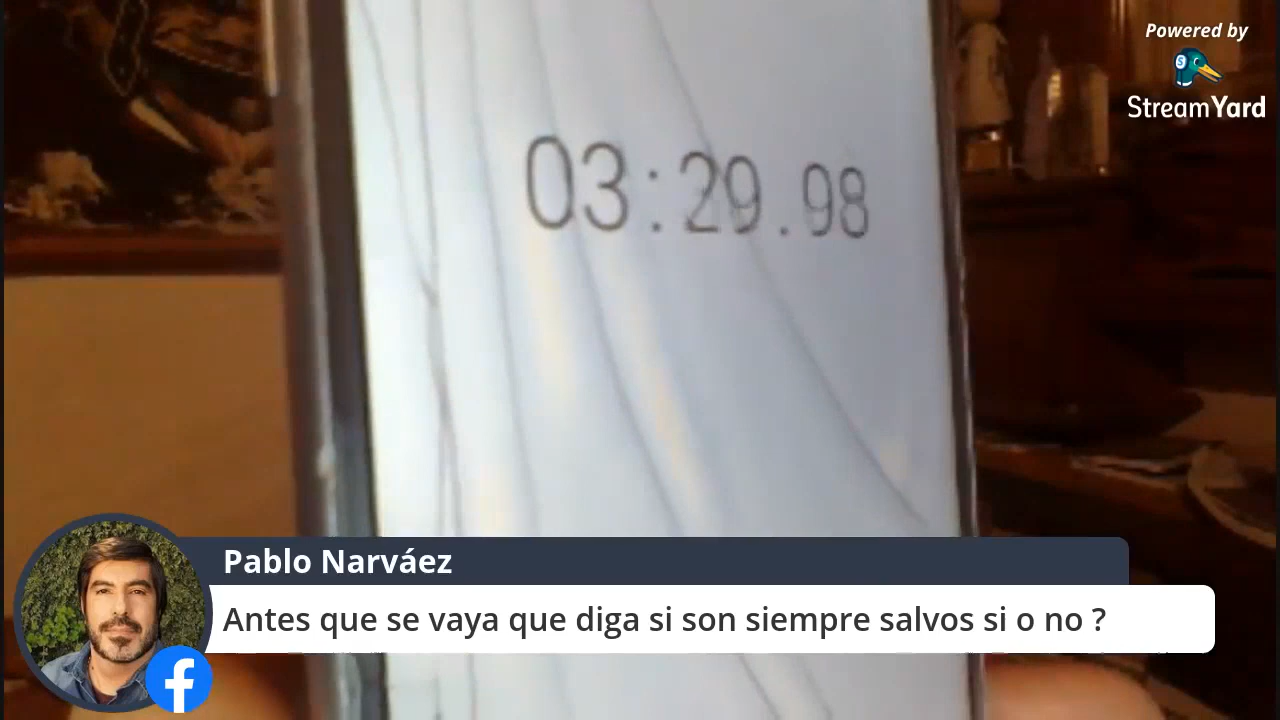 Powered by
StreamYard
03:29.98
Pablo Narváez
Antes que se vaya que diga si son siempre salvos si o no ?